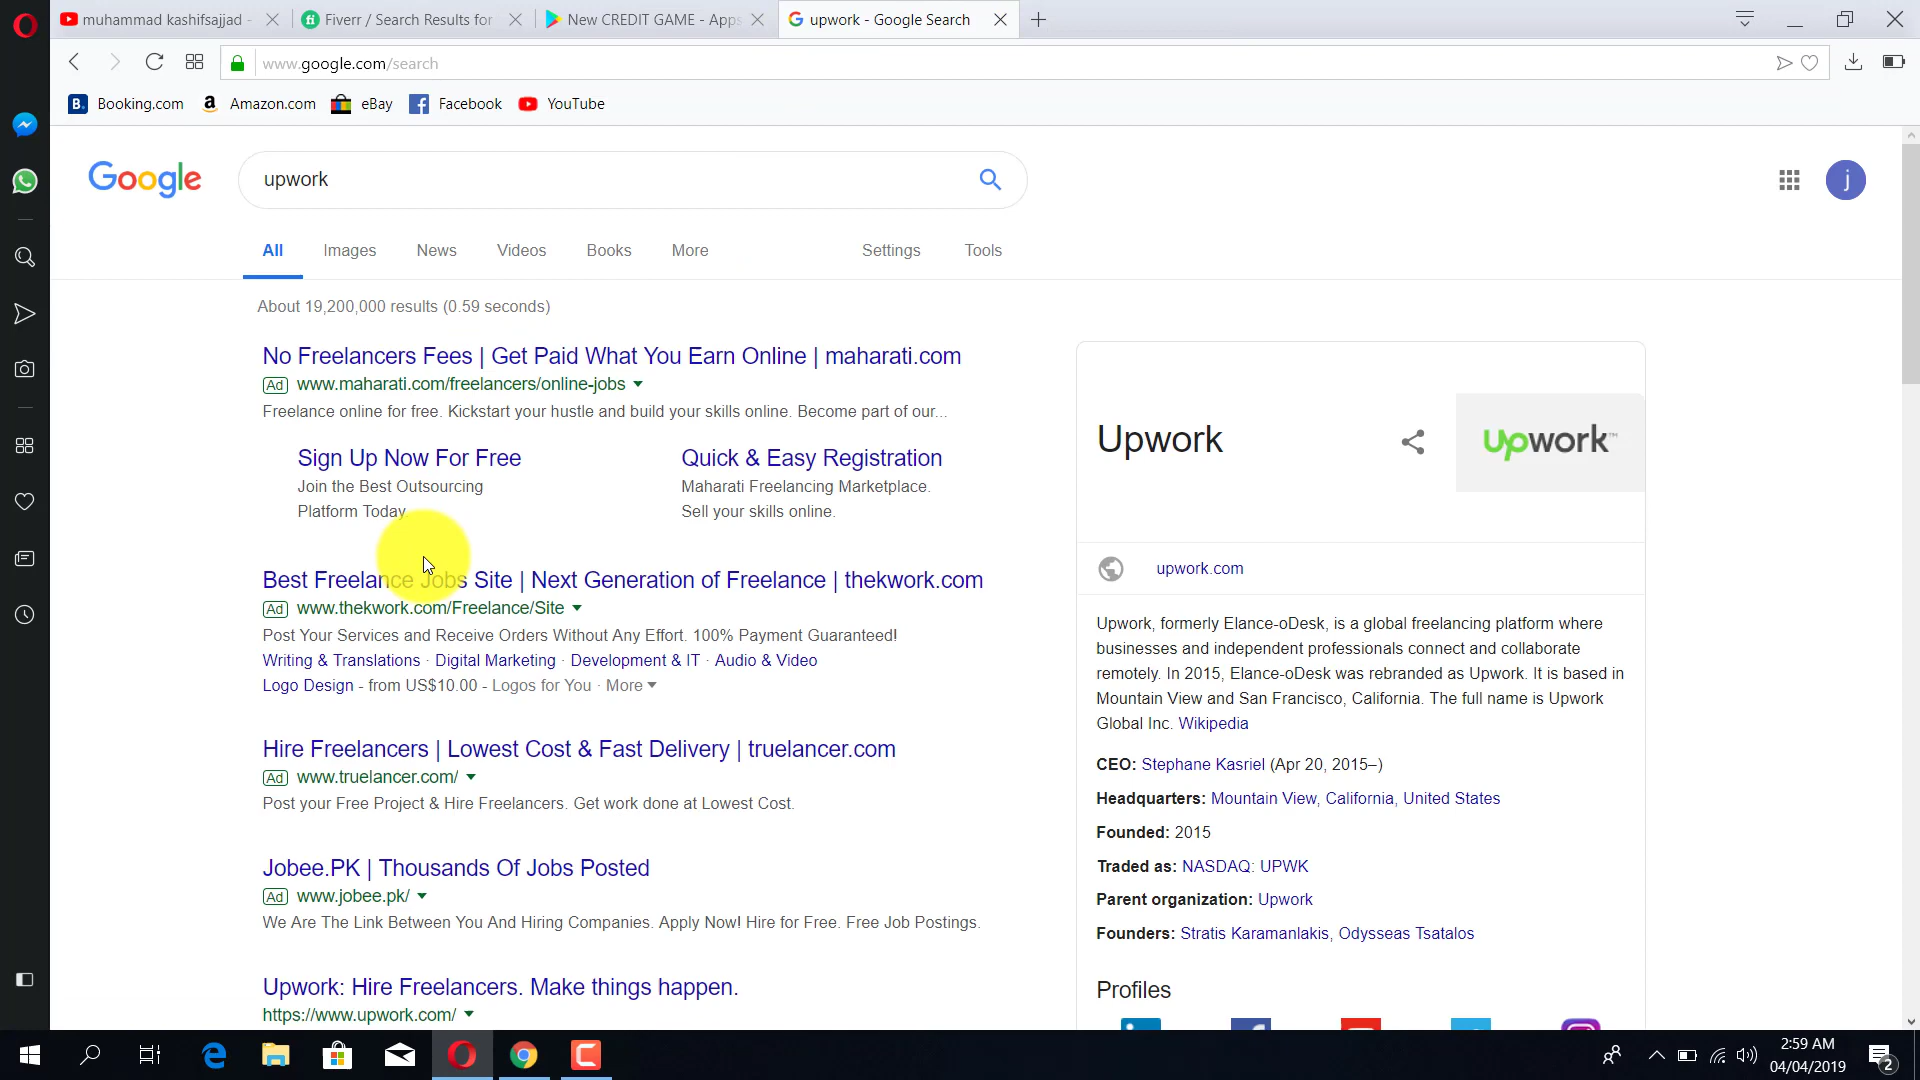 muhammad kashifsajjad -
Fiverr / Search Results for
New CREDIT GAME - Apps
upwork - Google Search
www.google.com/search
Booking.com
Amazon.com
eBay
Facebook
YouTube
Google
upwork
j
All
Images
News
Videos
Books
More
Settings
Tools
About 19,200,000 results (0.59 seconds)
No Freelancers Fees | Get Paid What You Earn Online | maharati.com
Ad www.maharati.com/freelancers/online-jobs
Freelance online for free. Kickstart your hustle and build your skills online. Become part of our...
Sign Up Now For Free
Join the Best Outsourcing
Platform Today.
Quick & Easy Registration
Maharati Freelancing Marketplace.
Sell your skills online.
Best Freelance Jobs Site | Next Generation of Freelance | thekwork.com
Ad www.thekwork.com/Freelance/Site
Post Your Services and Receive Orders Without Any Effort. 100% Payment Guaranteed!
Writing & Translations · Digital Marketing · Development & IT · Audio & Video
Logo Design - from US$10.00 - Logos for You · More
Hire Freelancers | Lowest Cost & Fast Delivery | truelancer.com
Ad www.truelancer.com/
Post your Free Project & Hire Freelancers. Get work done at Lowest Cost.
Jobee.PK | Thousands Of Jobs Posted
Ad www.jobee.pk/
We Are The Link Between You And Hiring Companies. Apply Now! Hire for Free. Free Job Postings.
Upwork: Hire Freelancers. Make things happen.
https://www.upwork.com/
Upwork
upwork™
upwork.com
Upwork, formerly Elance-oDesk, is a global freelancing platform where
businesses and independent professionals connect and collaborate
remotely. In 2015, Elance-oDesk was rebranded as Upwork. It is based in
Mountain View and San Francisco, California. The full name is Upwork
Global Inc. Wikipedia
CEO: Stephane Kasriel (Apr 20, 2015–)
Headquarters: Mountain View, California, United States
Founded: 2015
Traded as: NASDAQ: UPWK
Parent organization: Upwork
Founders: Stratis Karamanlakis, Odysseas Tsatalos
Profiles
2:59 AM
04/04/2019
2